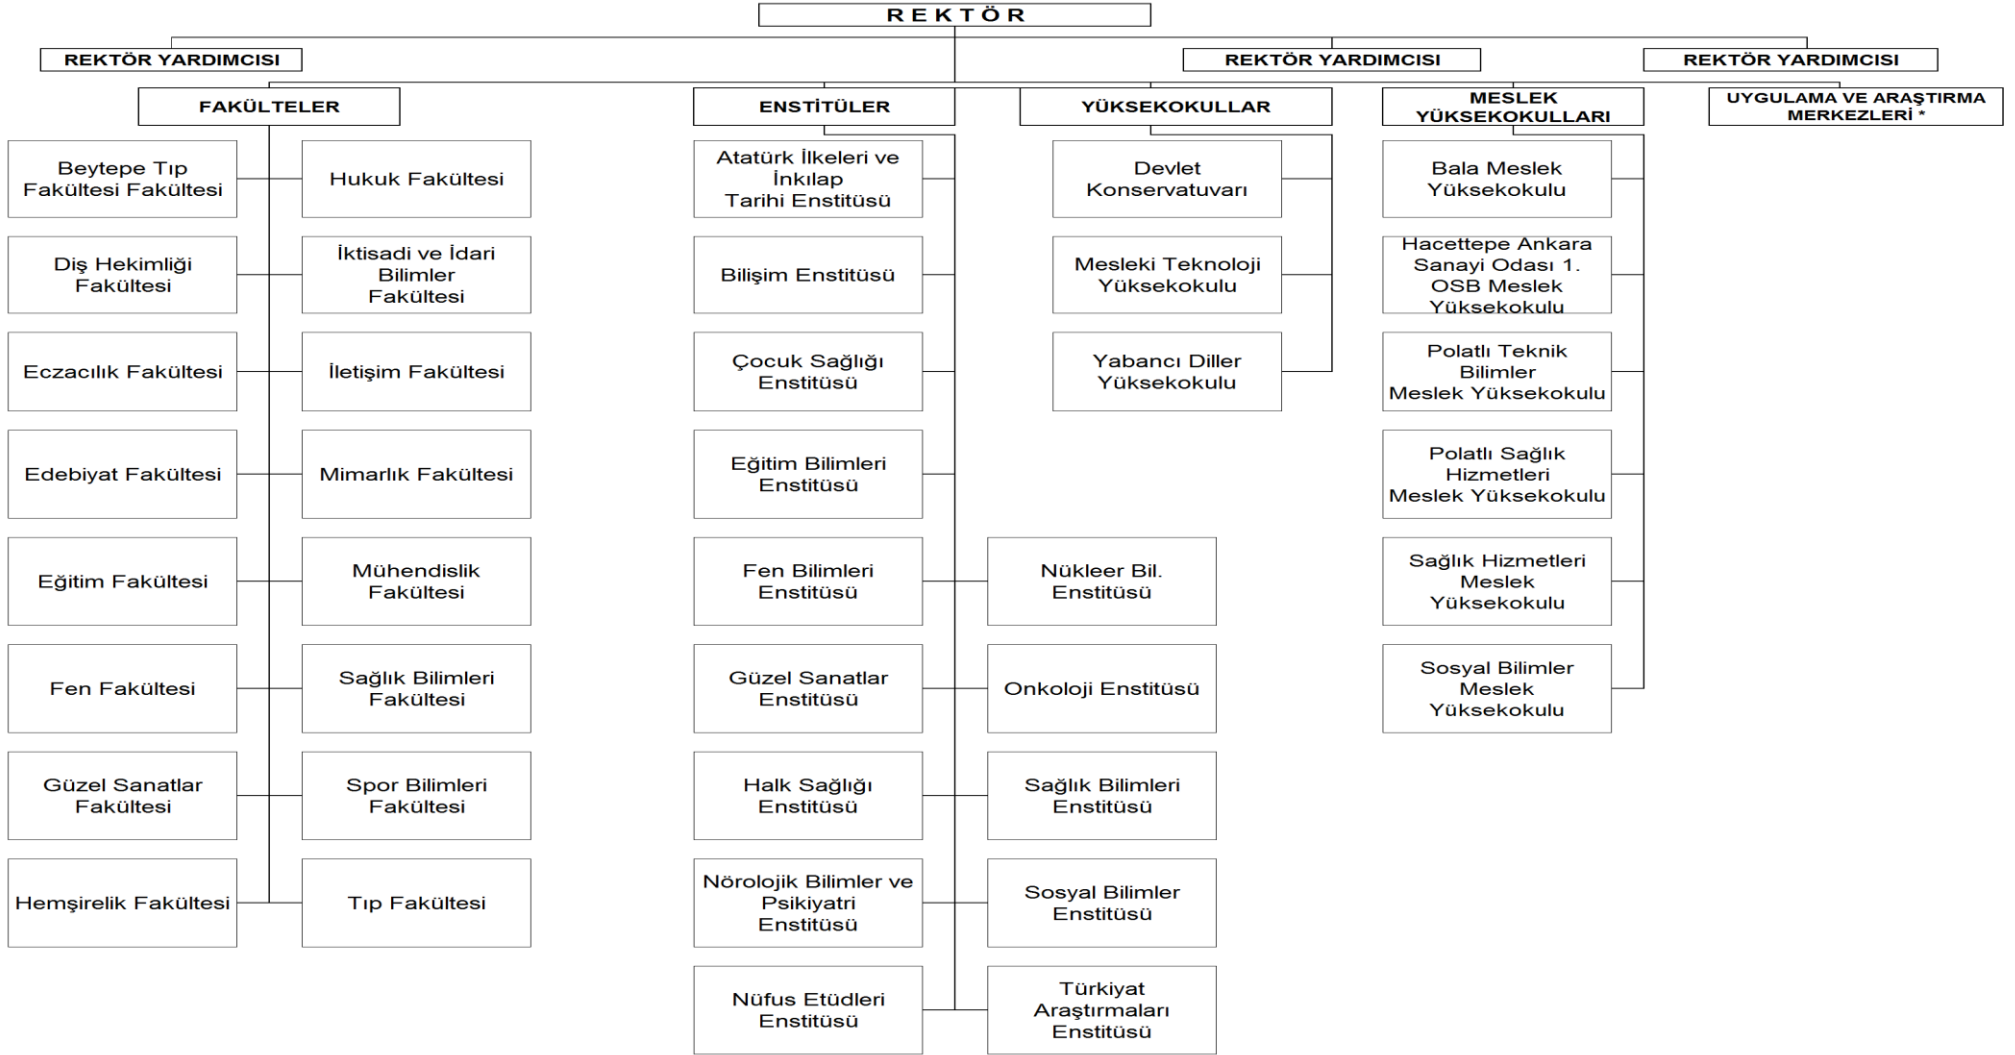 R E K T Ö R
REKTÖR YARDIMCISI
REKTÖR YARDIMCISI
REKTÖR YARDIMCISI
FAKÜLTELER
ENSTİTÜLER
YÜKSEKOKULLAR
MESLEK
YÜKSEKOKULLARI
UYGULAMA VE ARAŞTIRMA
MERKEZLERİ *
Beytepe Tıp
Fakültesi Fakültesi
Hukuk Fakültesi
Diş Hekimliği
Fakültesi
İktisadi ve İdari
Bilimler
Fakültesi
Eczacılık Fakültesi
İletişim Fakültesi
Edebiyat Fakültesi
Mimarlık Fakültesi
Eğitim Fakültesi
Mühendislik
Fakültesi
Fen Fakültesi
Sağlık Bilimleri
Fakültesi
Güzel Sanatlar
Fakültesi
Spor Bilimleri
Fakültesi
Hemşirelik Fakültesi
Tıp Fakültesi
Atatürk İlkeleri ve
İnkılap
Tarihi Enstitüsü
Bilişim Enstitüsü
Çocuk Sağlığı
Enstitüsü
Eğitim Bilimleri
Enstitüsü
Fen Bilimleri
Enstitüsü
Nükleer Bil.
Enstitüsü
Güzel Sanatlar
Enstitüsü
Onkoloji Enstitüsü
Halk Sağlığı
Enstitüsü
Sağlık Bilimleri
Enstitüsü
Nörolojik Bilimler ve
Psikiyatri
Enstitüsü
Sosyal Bilimler
Enstitüsü
Nüfus Etüdleri
Enstitüsü
Türkiyat
Araştırmaları
Enstitüsü
Devlet
Konservatuvarı
Mesleki Teknoloji
Yüksekokulu
Yabancı Diller
Yüksekokulu
Bala Meslek
Yüksekokulu
Hacettepe Ankara
Sanayi Odası 1.
OSB Meslek
Yüksekokulu
Polatlı Teknik
Bilimler
Meslek Yüksekokulu
Polatlı Sağlık
Hizmetleri
Meslek Yüksekokulu
Sağlık Hizmetleri
Meslek
Yüksekokulu
Sosyal Bilimler
Meslek
Yüksekokulu